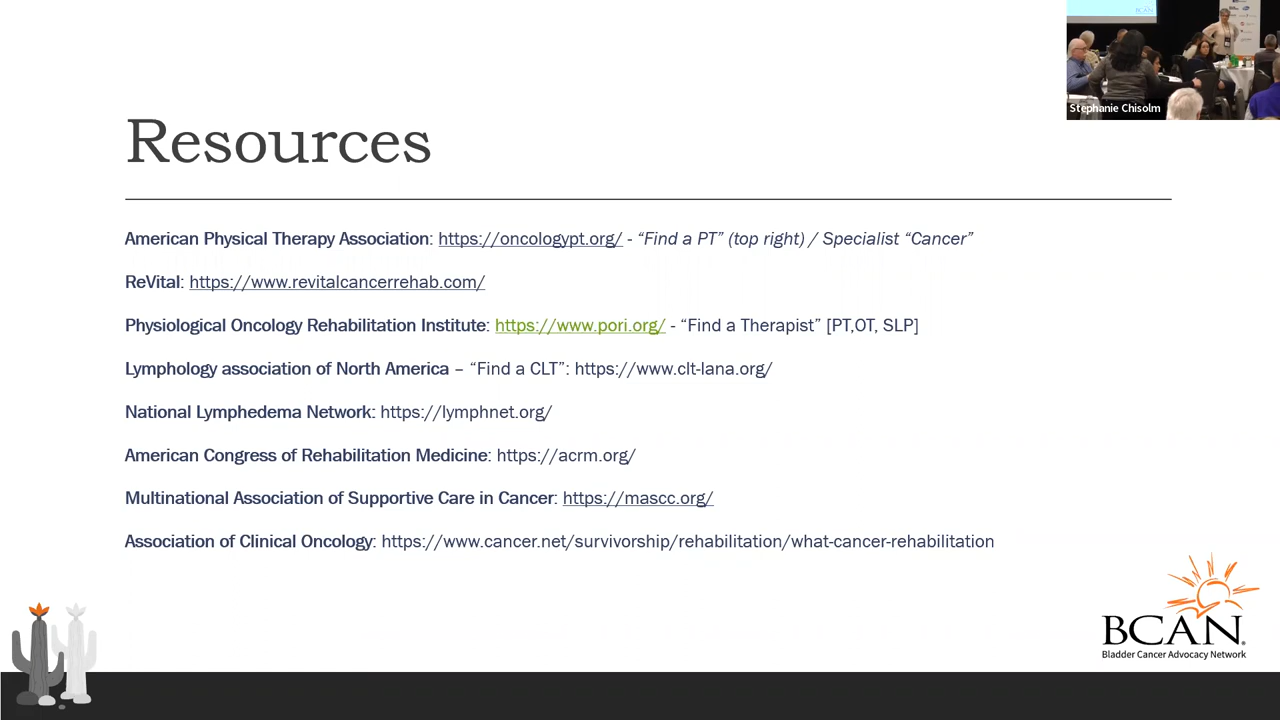 Stephanie Chisolm
Resources
American Physical Therapy Association: https://oncologypt.org/ - “Find a PT” (top right) / Specialist “Cancer”
ReVital: https://www.revitalcancerrehab.com/
Physiological Oncology Rehabilitation Institute: https://www.pori.org/ - “Find a Therapist” [PT,OT, SLP]
Lymphology association of North America – “Find a CLT”: https://www.clt-lana.org/
National Lymphedema Network: https://lymphnet.org/
American Congress of Rehabilitation Medicine: https://acrm.org/
Multinational Association of Supportive Care in Cancer: https://mascc.org/
Association of Clinical Oncology: https://www.cancer.net/survivorship/rehabilitation/what-cancer-rehabilitation
BCAN
Bladder Cancer Advocacy Network